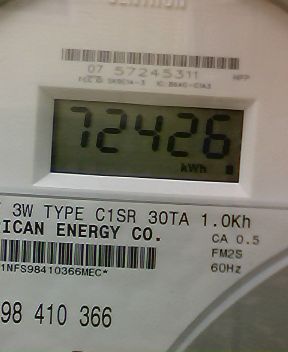 07 57245311 MPP
72426
kWh
3W TYPE C1SR 30TA 1.0Kh
ICAN ENERGY CO.
CA 0.5
FM2S
1NFS98410366MEC*
60Hz
98 410 366